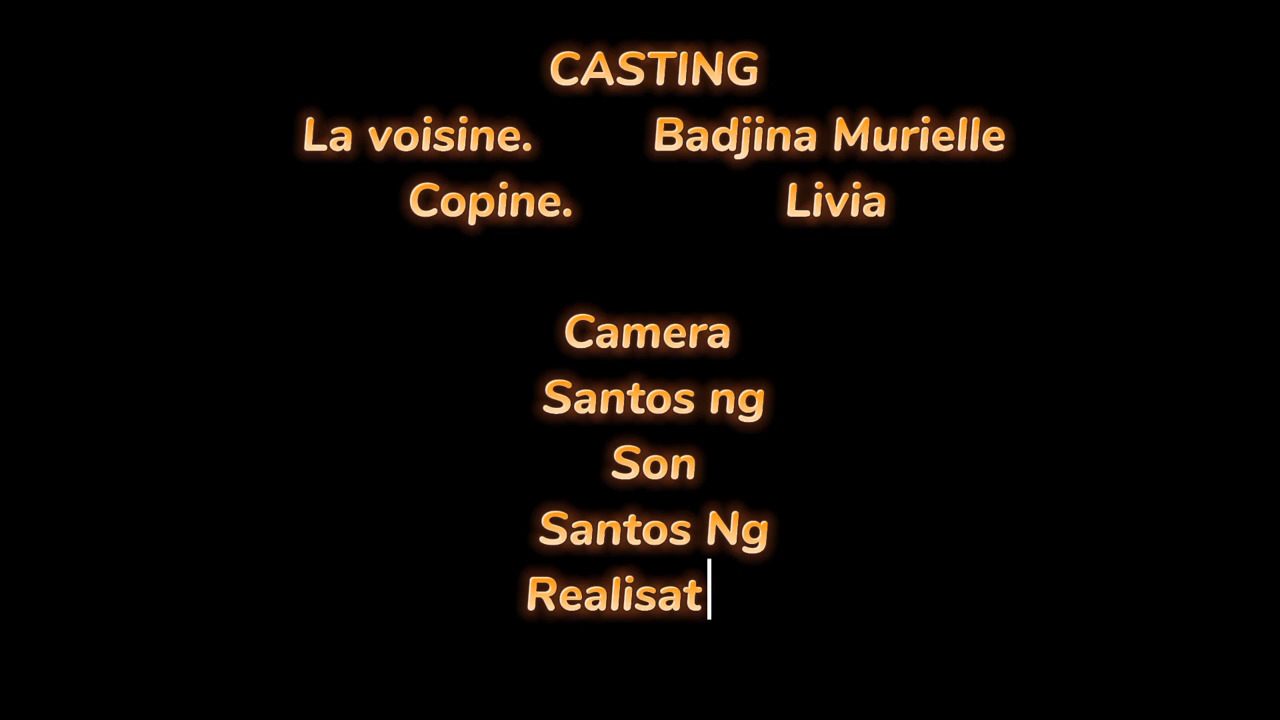 CASTING
La voisine. Badjina Murielle
Copine. Livia
Camera
Santos ng
Son
Santos Ng
Realisat